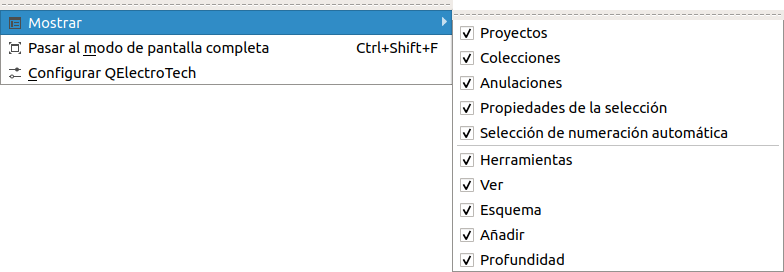 Mostrar
Pasar al modo de pantalla completa Ctrl+Shift+F
Configurar QElectroTech
Proyectos
Colecciones
Anulaciones
Propiedades de la selección
Selección de numeración automática
Herramientas
Ver
Esquema
Añadir
Profundidad